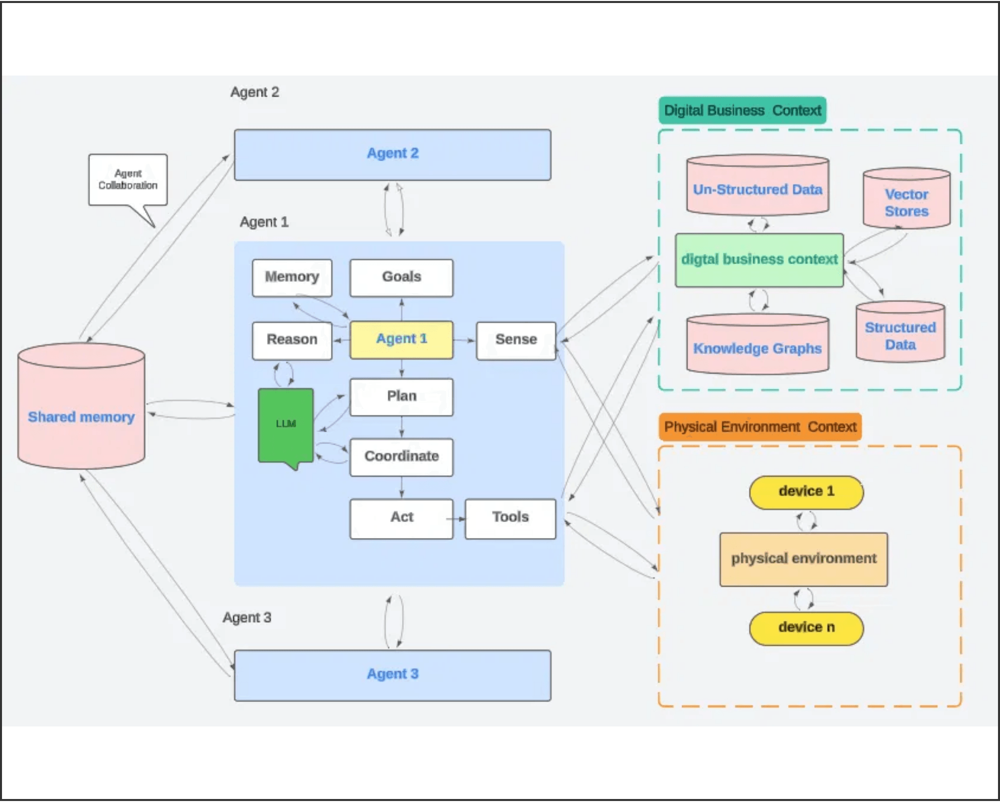 Agent 2
Agent 2
Agent
Collaboration
Agent 1
Memory
Goals
Reason
Agent 1
Sense
Plan
LLM
Coordinate
Act
Tools
Shared memory
Agent 3
Agent 3
Digital Business Context
Un-Structured Data
Vector
Stores
digtal business context
Knowledge Graphs
Structured
Data
Physical Environment Context
device 1
physical environment
device n